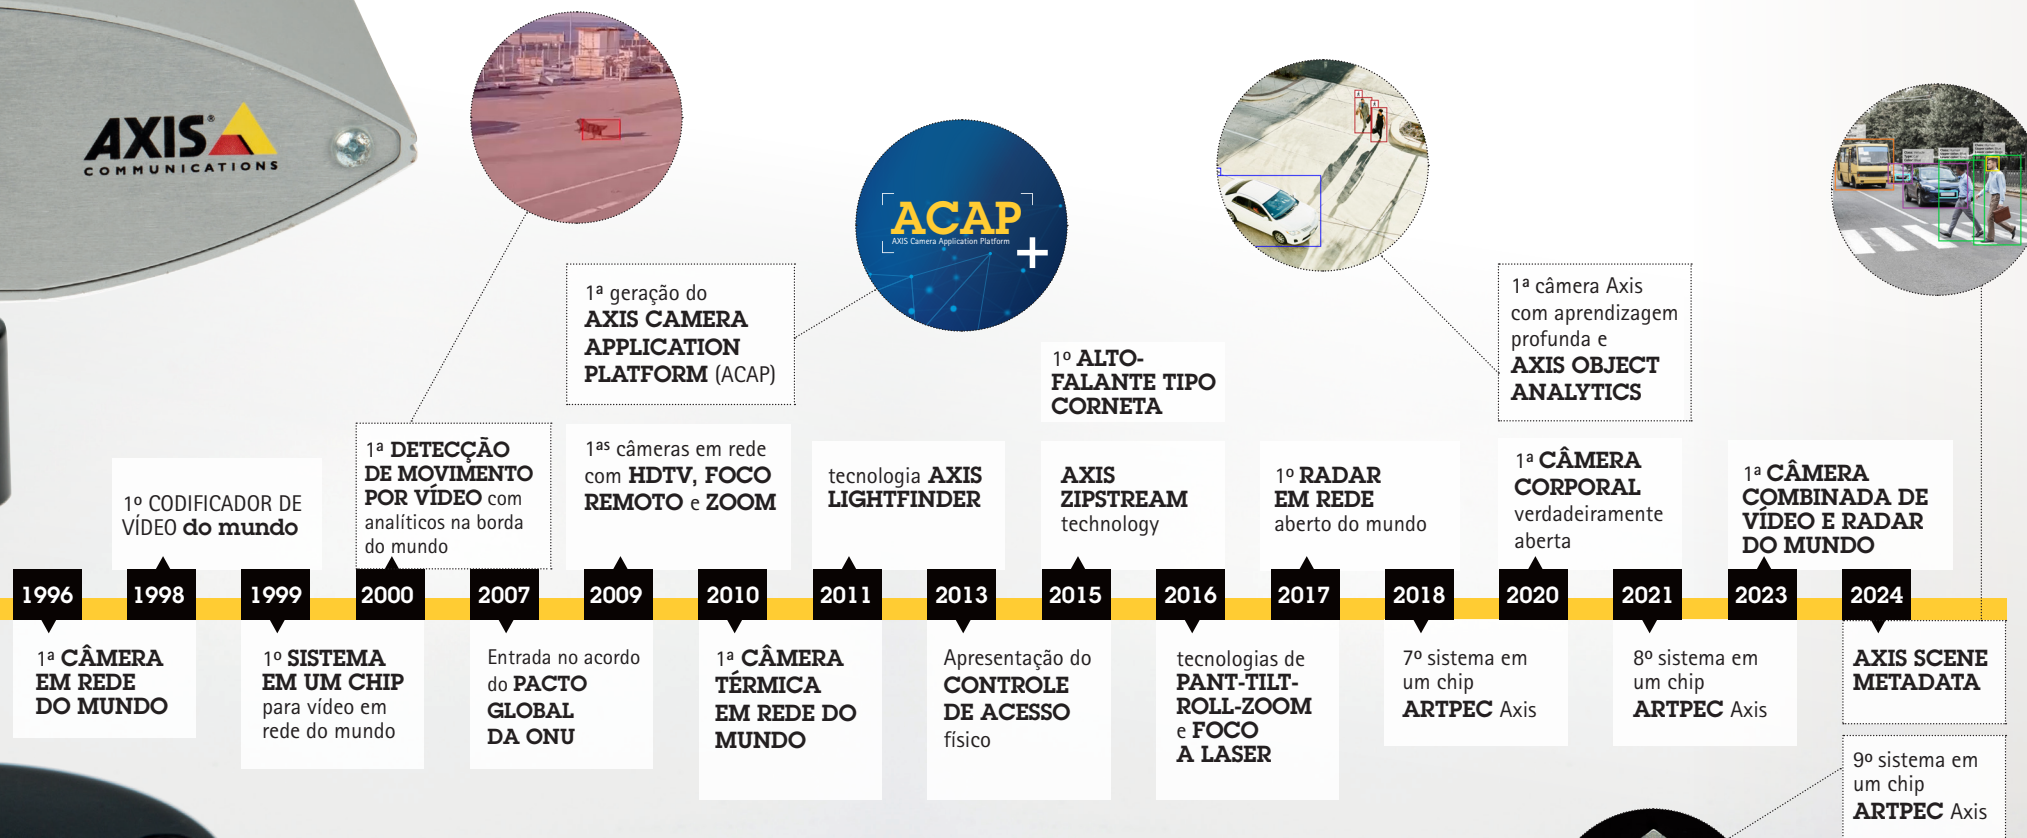 AXIS
COMMUNICATIONS
ACAP
AXIS Camera Application Platform
+
1ª geração do
AXIS CAMERA
APPLICATION
PLATFORM (ACAP)
1ª câmera Axis
com aprendizagem
profunda e
AXIS OBJECT
ANALYTICS
1º ALTO-
FALANTE TIPO
CORNETA
1º CODIFICADOR DE
VÍDEO do mundo
1ª DETECÇÃO
DE MOVIMENTO
POR VÍDEO com
analíticos na borda
do mundo
1ªˢ câmeras em rede
com HDTV, FOCO
REMOTO e ZOOM
tecnologia AXIS
LIGHTFINDER
AXIS
ZIPSTREAM
technology
1º RADAR
EM REDE
aberto do mundo
1ª CÂMERA
CORPORAL
verdadeiramente
aberta
1ª CÂMERA
COMBINADA DE
VÍDEO E RADAR
DO MUNDO
1996
1998
1999
2000
2007
2009
2010
2011
2013
2015
2016
2017
2018
2020
2021
2023
2024
1ª CÂMERA
EM REDE
DO MUNDO
1º SISTEMA
EM UM CHIP
para vídeo em
rede do mundo
Entrada no acordo
do PACTO
GLOBAL
DA ONU
1ª CÂMERA
TÉRMICA
EM REDE DO
MUNDO
Apresentação do
CONTROLE
DE ACESSO
físico
tecnologias de
PANT-TILT-
ROLL-ZOOM
e FOCO
A LASER
7º sistema em
um chip
ARTPEC Axis
8º sistema em
um chip
ARTPEC Axis
AXIS SCENE
METADATA
9º sistema em
um chip
ARTPEC Axis